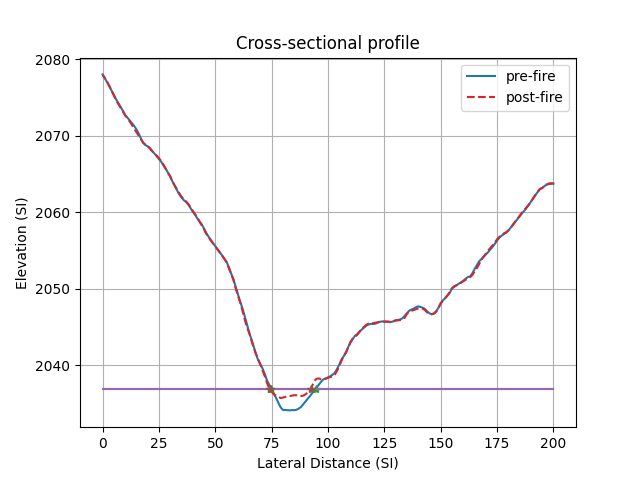 Cross-sectional profile
pre-fire
post-fire
Elevation (SI)
2080
2070
2060
2050
2040
0 25 50 75 100 125 150 175 200
Lateral Distance (SI)